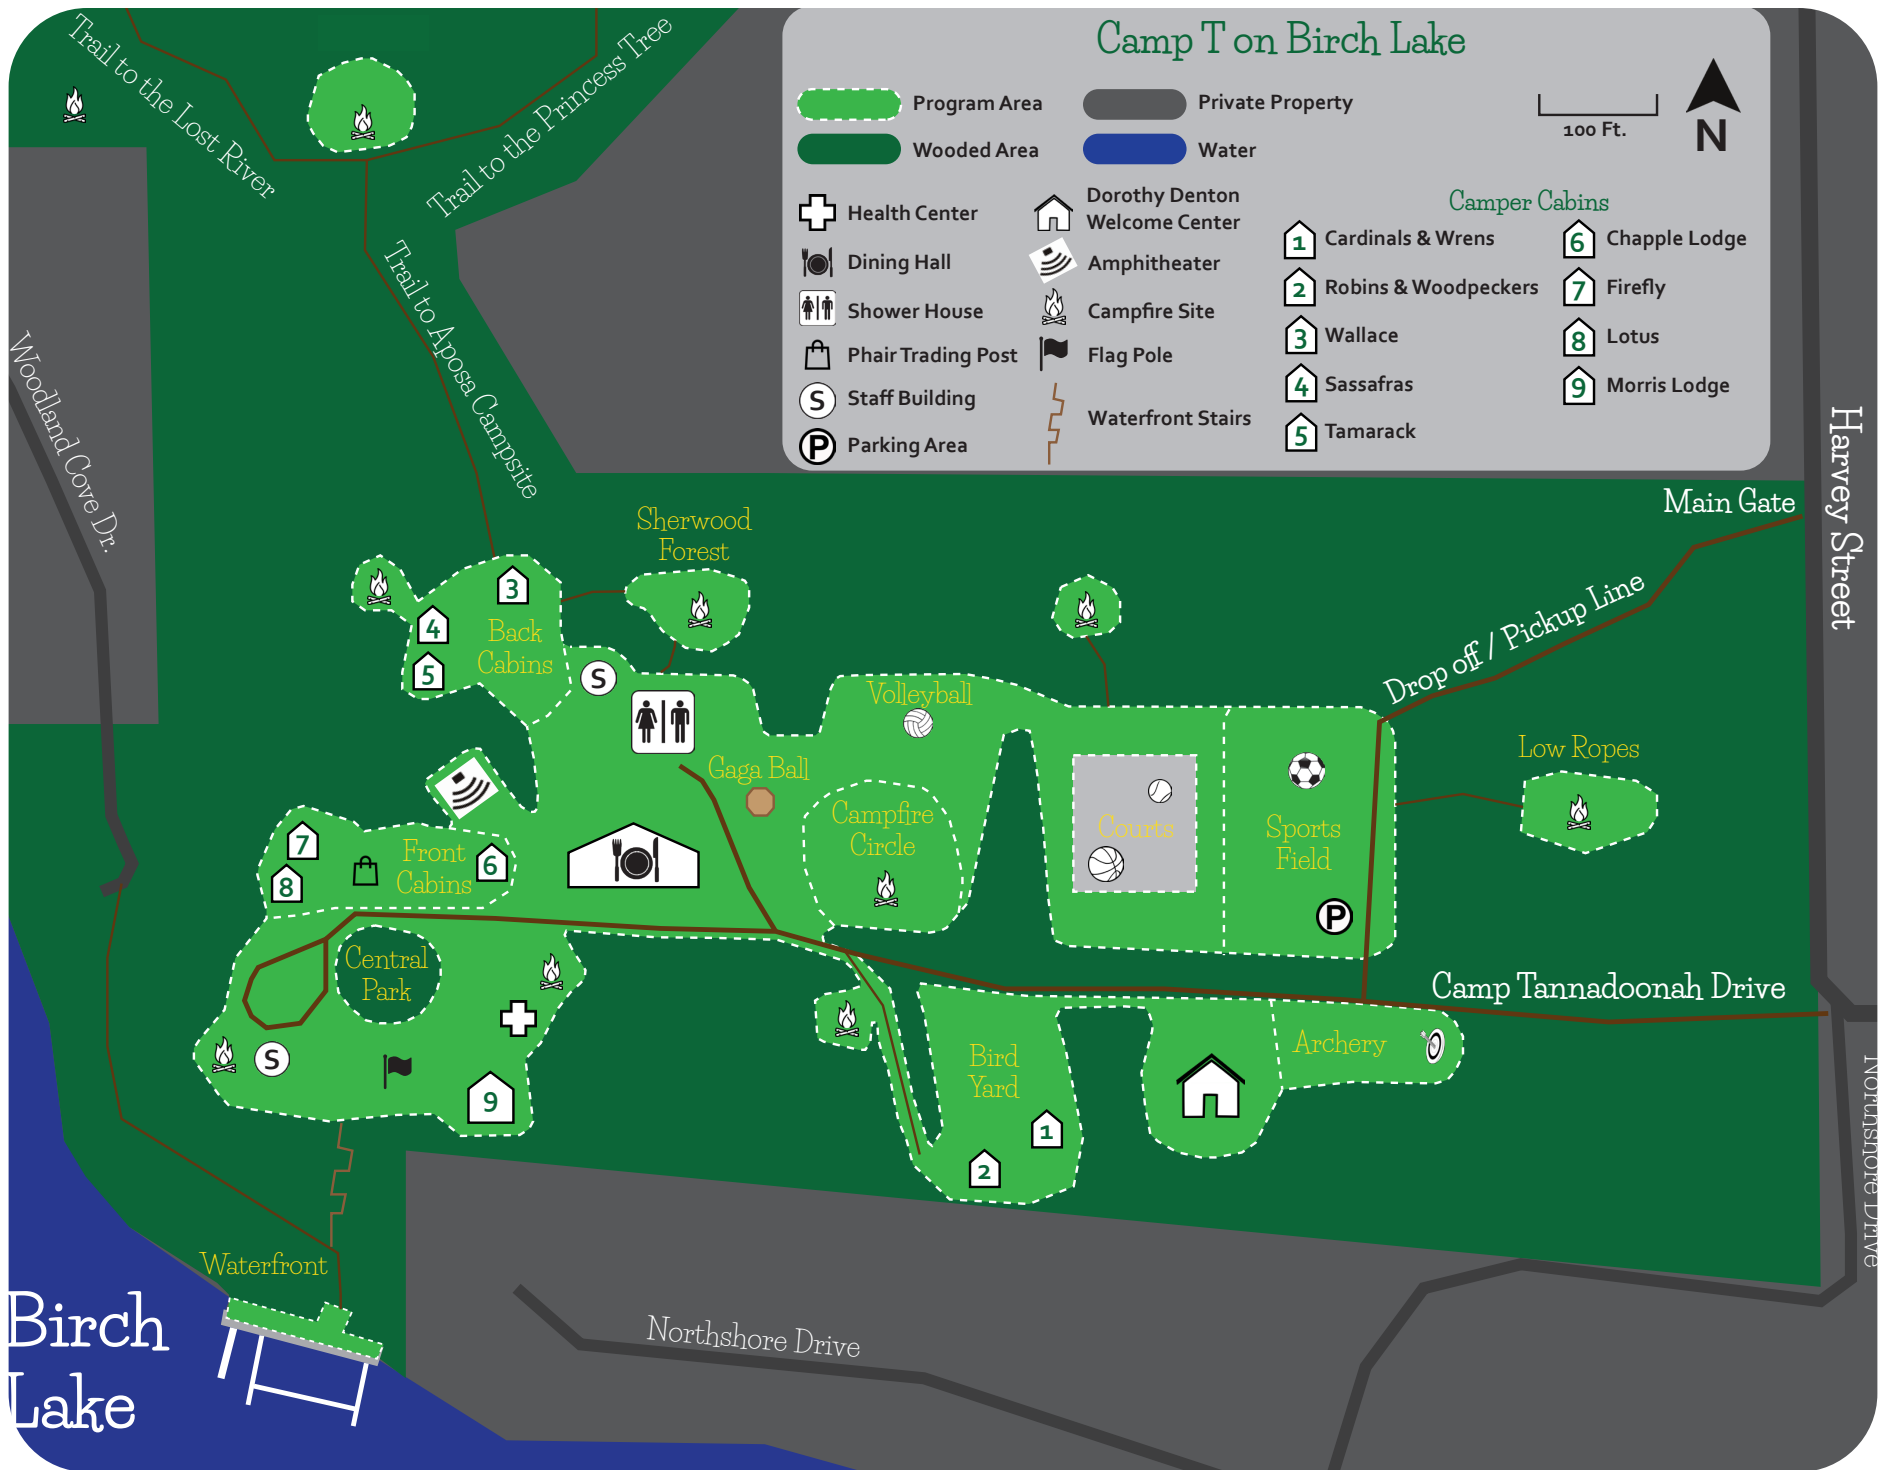 Camp T on Birch Lake
Program Area
Wooded Area
Private Property
Water
100 Ft.
N
Health Center
Dining Hall
Shower House
Phair Trading Post
S Staff Building
P Parking Area
Dorothy Denton
Welcome Center
Amphitheater
Campfire Site
Flag Pole
Waterfront Stairs
Camper Cabins
1 Cardinals & Wrens
2 Robins & Woodpeckers
3 Wallace
4 Sassafras
5 Tamarack
6 Chapple Lodge
7 Firefly
8 Lotus
9 Morris Lodge
Trail to the Lost River
Trail to the Princess Tree
Trail to Aposa Campsite
Woodland Cove Dr.
Harvey Street
Main Gate
Drop off / Pickup Line
Sherwood
Forest
3
4
5
Back
Cabins
S
Volleyball
Gaga Ball
Campfire
Circle
Courts
Sports
Field
P
Low Ropes
7
8
Front
Cabins
6
Central
Park
S
9
Camp Tannadoonah Drive
Bird
Yard
1
2
Archery
Northshore Drive
Waterfront
Birch
Lake
Northshore Drive